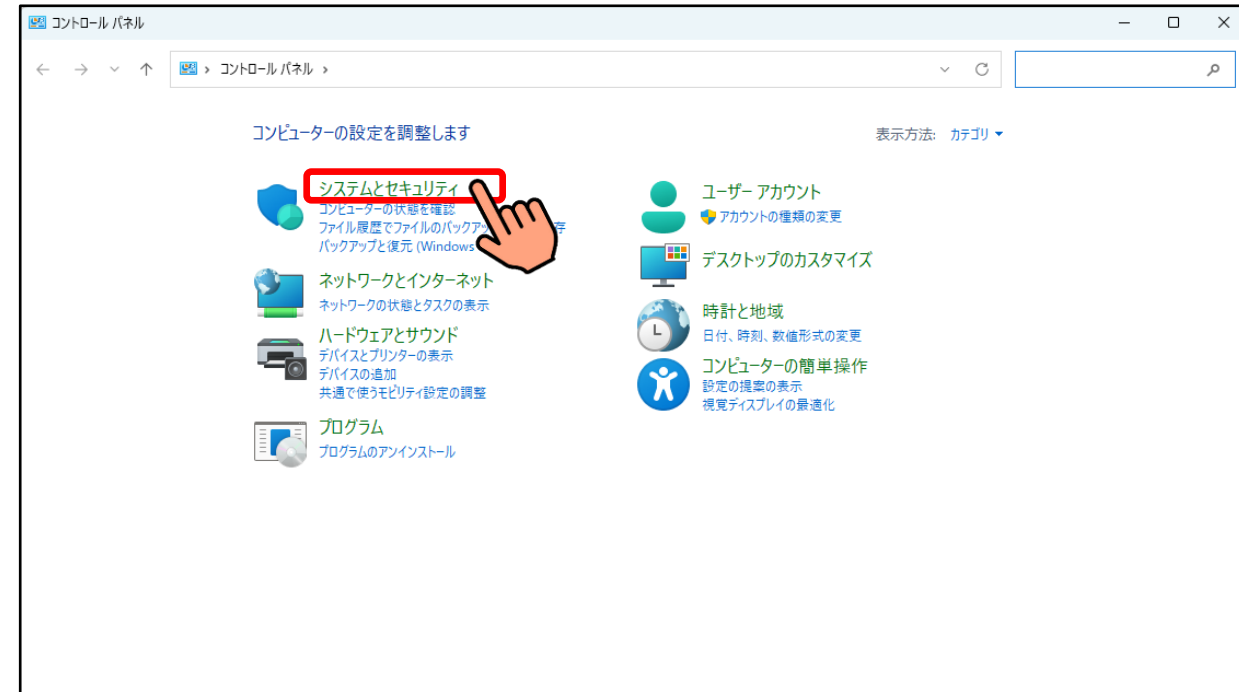 コントロール パネル
コントロール パネル
コンピューターの設定を調整します
表示方法: カテゴリ
システムとセキュリティ
コンピューターの状態を確認
ファイル履歴でファイルのバックアッ 存
バックアップと復元 (Windows
ネットワークとインターネット
ネットワークの状態とタスクの表示
ハードウェアとサウンド
デバイスとプリンターの表示
デバイスの追加
共通で使うモビリティ設定の調整
プログラム
プログラムのアンインストール
ユーザー アカウント
アカウントの種類の変更
デスクトップのカスタマイズ
時計と地域
日付、時刻、数値形式の変更
コンピューターの簡単操作
設定の提案の表示
視覚ディスプレイの最適化